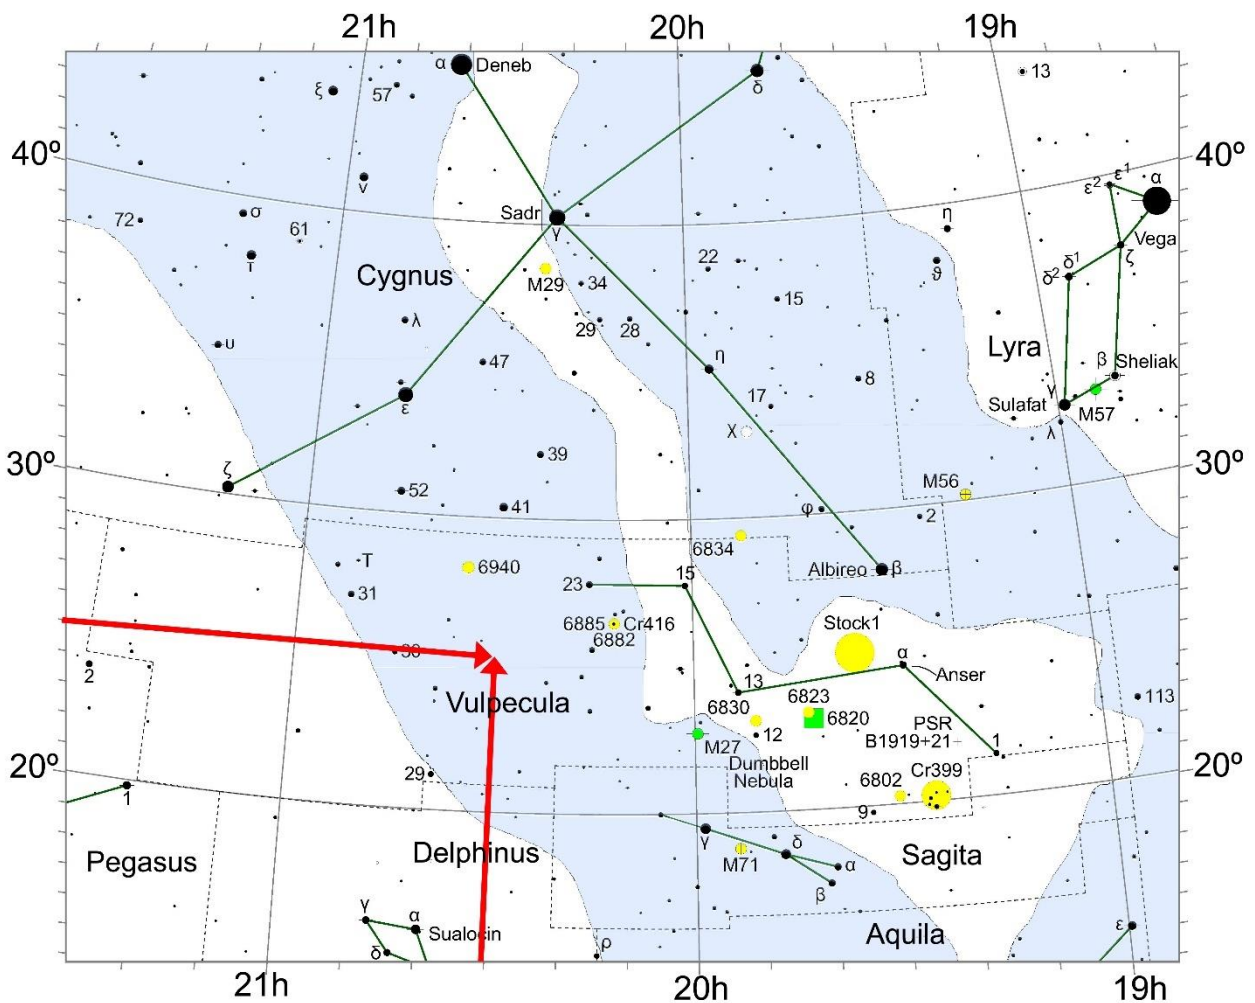 21h
20h
19h
α Deneb
δ
13
ξ
57
40º
40º
ν
ε² ε¹
α
72
σ
61
τ
Sadr
γ
η
Vega
ζ
Cygnus
M29
34
22
ϑ
δ² δ¹
15
λ
29
28
υ
47
η
Lyra
β Sheliak
8
ε
17
γ
Sulafat
M57
χ
λ
30º
30º
ζ
39
52
41
M56
φ
2
6834
Albireo β
T
6940
31
23
15
6885 Cr416
6882
Stock1
30
α
Anser
2
13
Vulpecula
6830
6823
6820
PSR
B1919+21
113
M27
12
1
Dumbbell
Nebula
20º
20º
29
Cr399
6802
1
9
γ
δ
Pegasus
Delphinus
M71
α
Sagita
β
γ
α
Sualocin
δ
ρ
Aquila
ε
21h
20h
19h